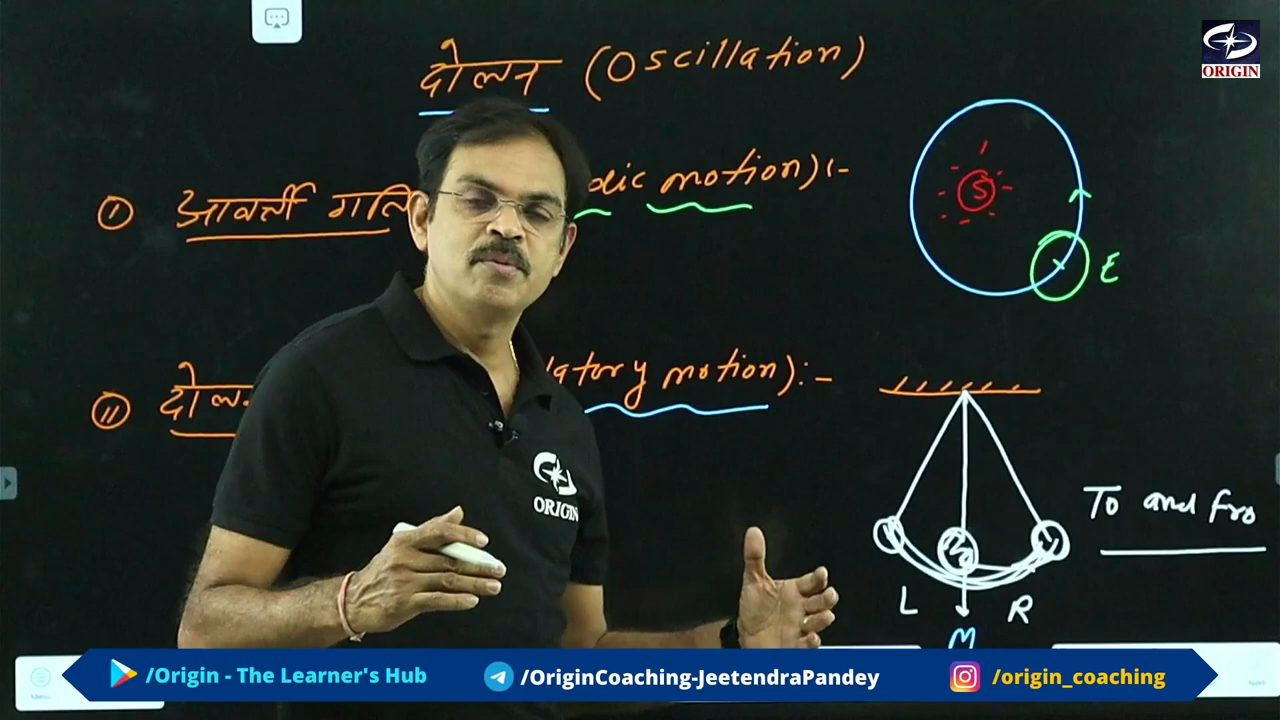 दोलन (Oscillation)
ORIGIN
① आवर्ती गति dic motion) :-
S
E
② दोल latory motion) :-
To and fro
ORIGIN
L R
M
/Origin - The Learner's Hub
/OriginCoaching-JeetendraPandey
/origin_coaching